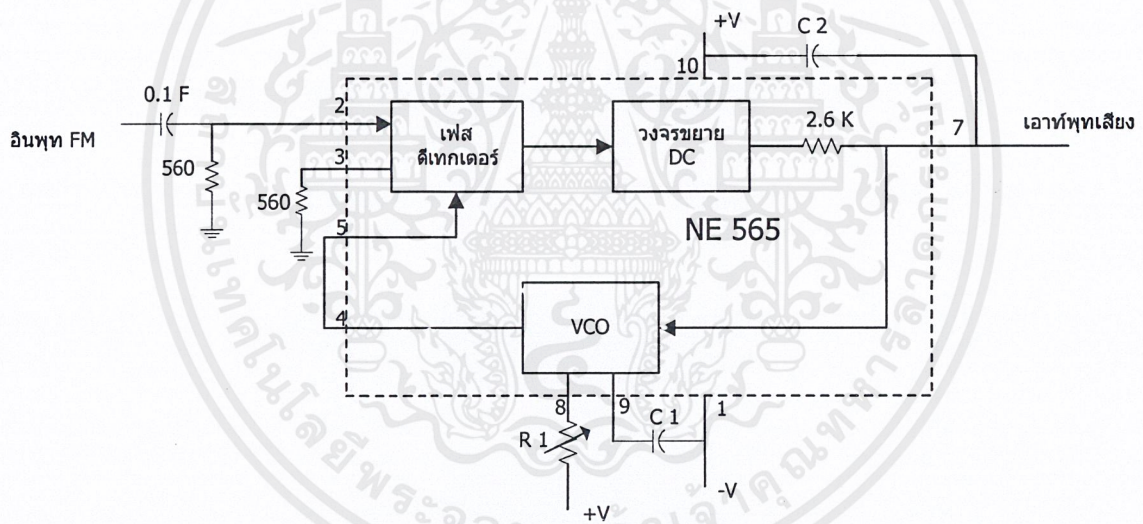 +V
C 2
10
0.1 F
2
เฟส
ดีเทกเตอร์
วงจรขยาย
DC
2.6 K
7
เอาท์พุทเสียง
อินพุท FM
3
560
560
5
NE 565
4
VCO
8
9
C 1
1
R 1
-V
+V